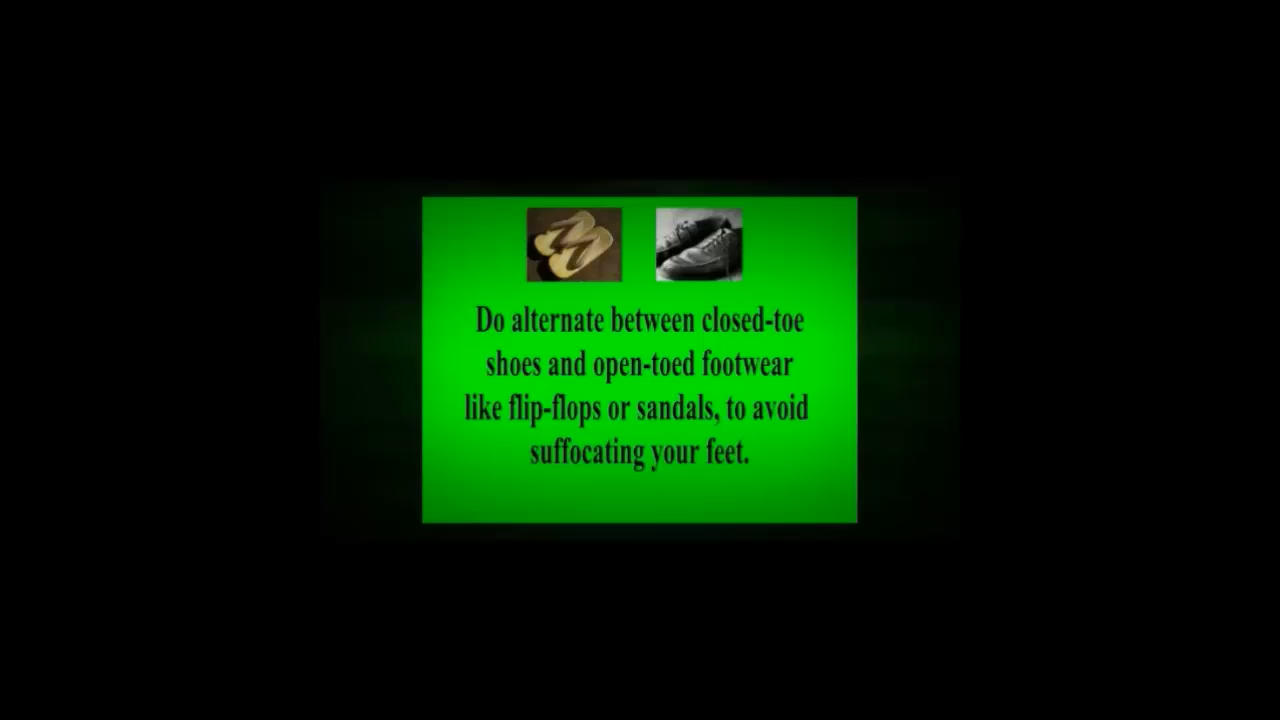 Do alternate between closed-toe
shoes and open-toed footwear
like flip-flops or sandals, to avoid
suffocating your feet.